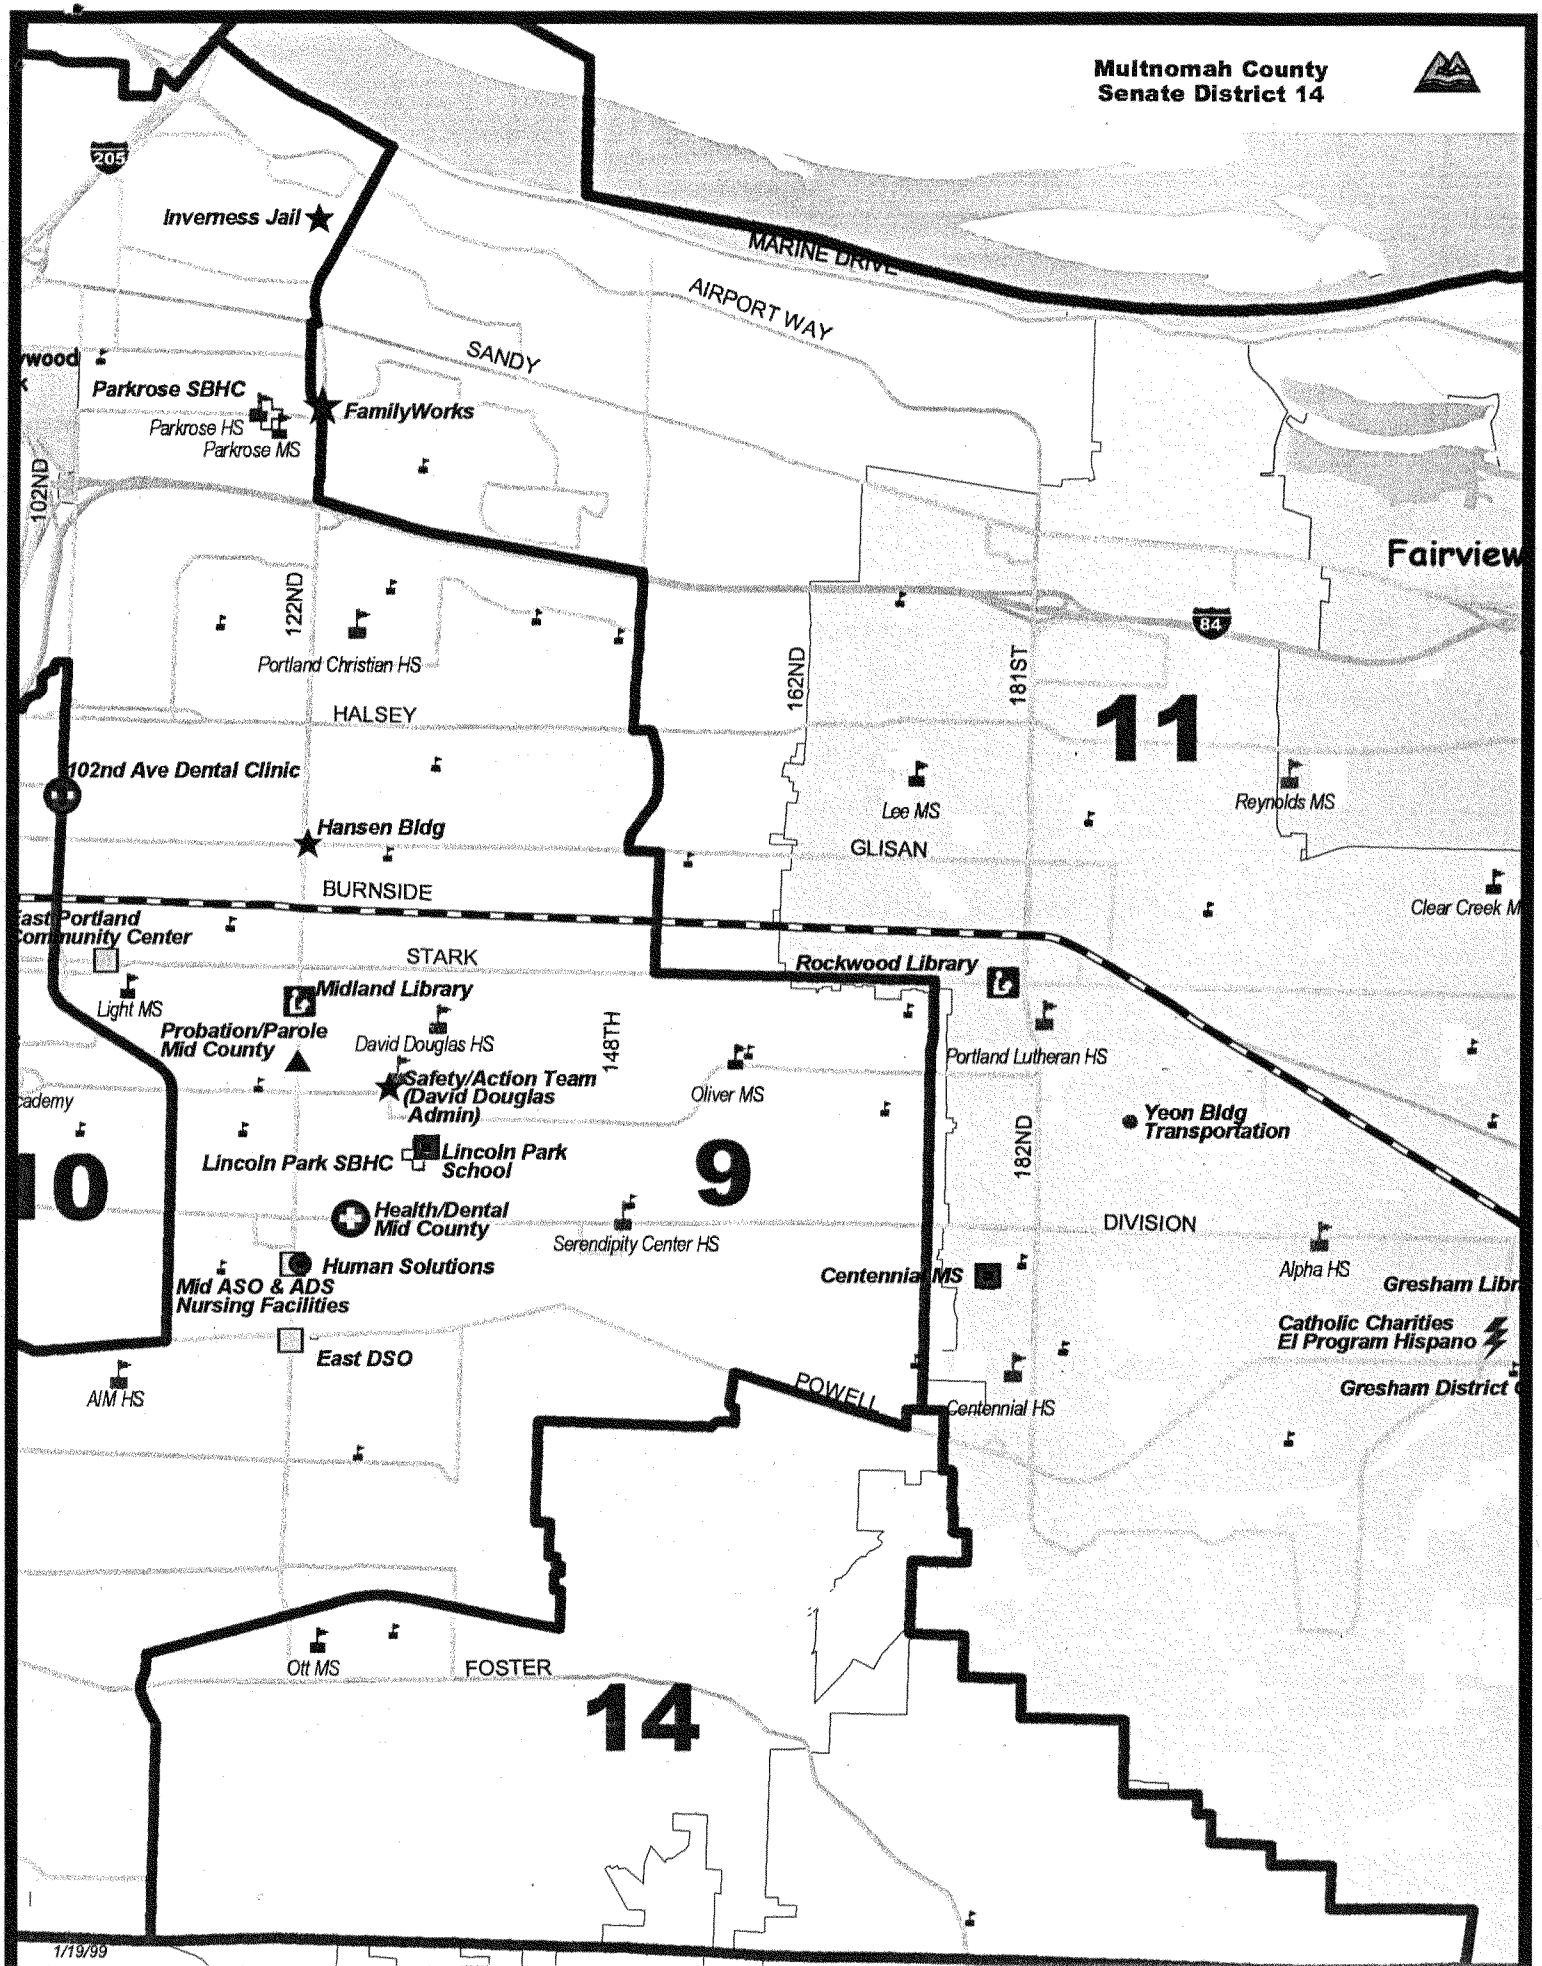 Multnomah County
Senate District 14
205
Inverness Jail
MARINE DRIVE
AIRPORT WAY
SANDY
Parkrose SBHC
FamilyWorks
Parkrose HS
Parkrose MS
102ND
Fairview
122ND
84
Portland Christian HS
162ND
181ST
HALSEY
11
102nd Ave Dental Clinic
Lee MS
Reynolds MS
Hansen Bldg
GLISAN
BURNSIDE
Clear Creek M
East Portland
Community Center
STARK
Rockwood Library
Midland Library
Light MS
Probation/Parole
Mid County
David Douglas HS
148TH
Portland Lutheran HS
Safety/Action Team
(David Douglas
Admin)
Oliver MS
cademy
Yeon Bldg
Transportation
182ND
Lincoln Park SBHC
Lincoln Park
School
9
10
Health/Dental
Mid County
DIVISION
Serendipity Center HS
Human Solutions
Centennial MS
Alpha HS
Mid ASO & ADS
Nursing Facilities
Gresham Libr
Catholic Charities
El Program Hispano
East DSO
AIM HS
POWELL
Gresham District
Centennial HS
Ott MS
FOSTER
14
1/19/99